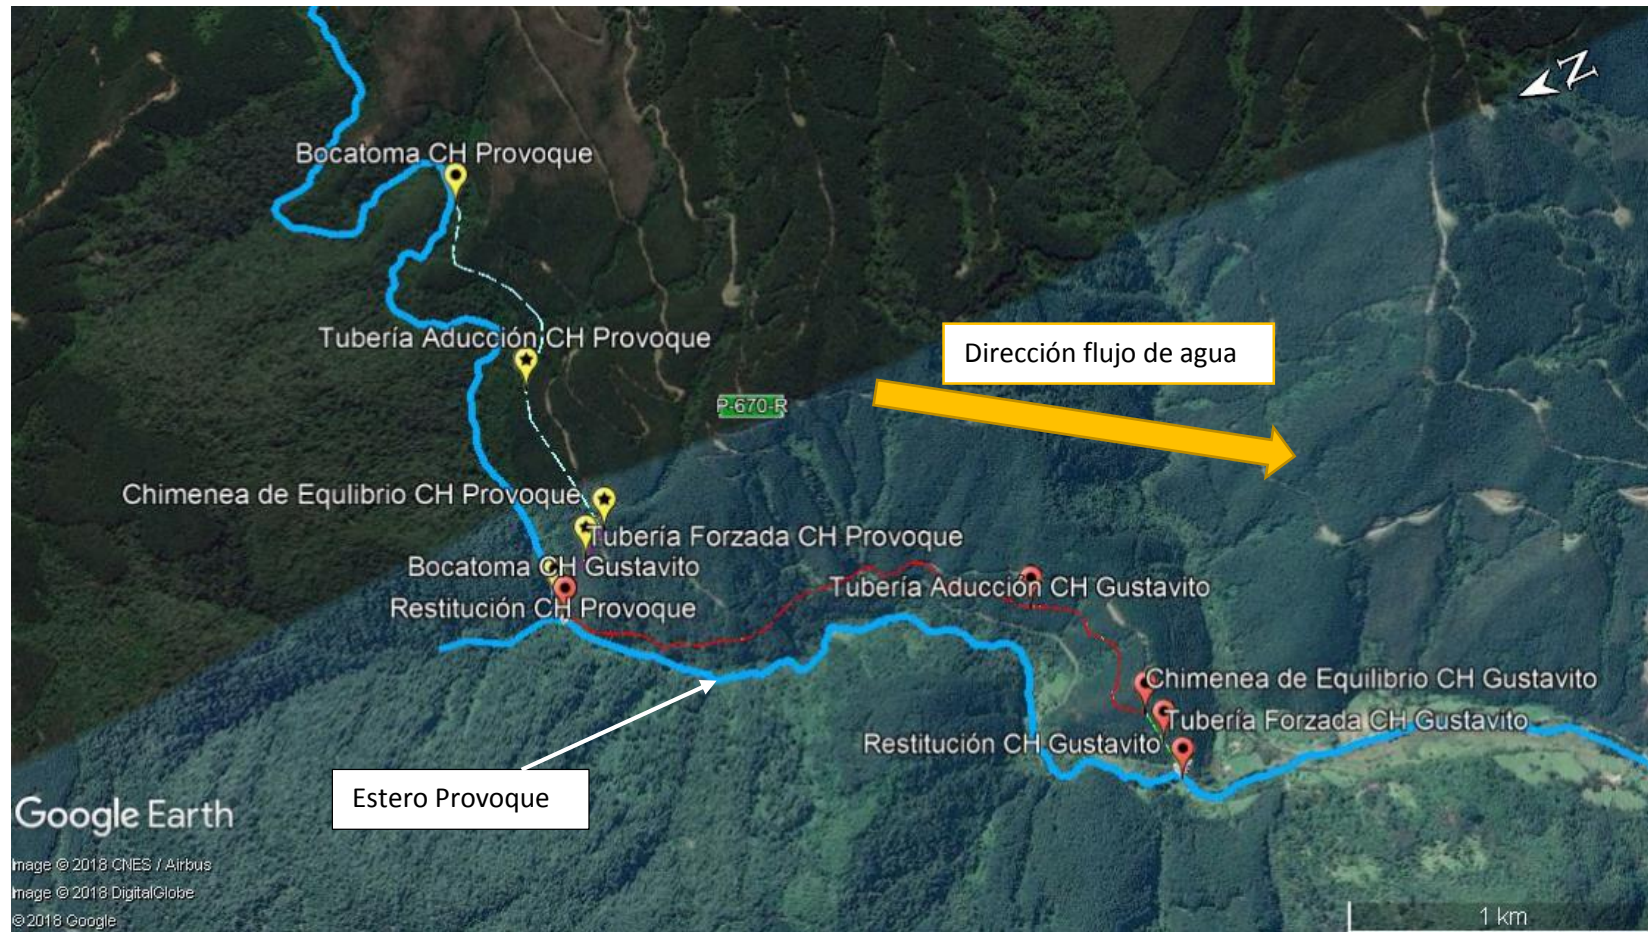 N
Bocatoma CH Provoque
Tubería Aducción CH Provoque
Dirección flujo de agua
P-670-R
Chimenea de Equlibrio CH Provoque
Tubería Forzada CH Provoque
Bocatoma CH Gustavito
Restitución CH Provoque
Tubería Aducción CH Gustavito
Chimenea de Equilibrio CH Gustavito
Tubería Forzada CH Gustavito
Restitución CH Gustavito
Estero Provoque
Google Earth
Image © 2018 CNES / Airbus
Image © 2018 DigitalGlobe
© 2018 Google
1 km